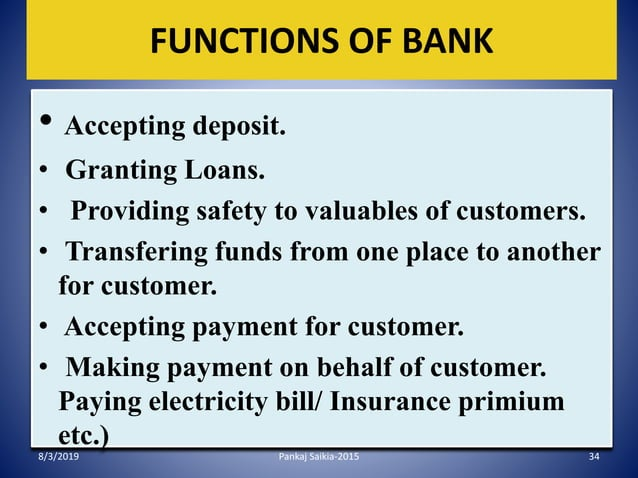 FUNCTIONS OF BANK
• Accepting deposit.
• Granting Loans.
• Providing safety to valuables of customers.
• Transfering funds from one place to another
for customer.
• Accepting payment for customer.
• Making payment on behalf of customer.
Paying electricity bill/ Insurance primium
etc.)
8/3/2019 Pankaj Saikia-2015 34